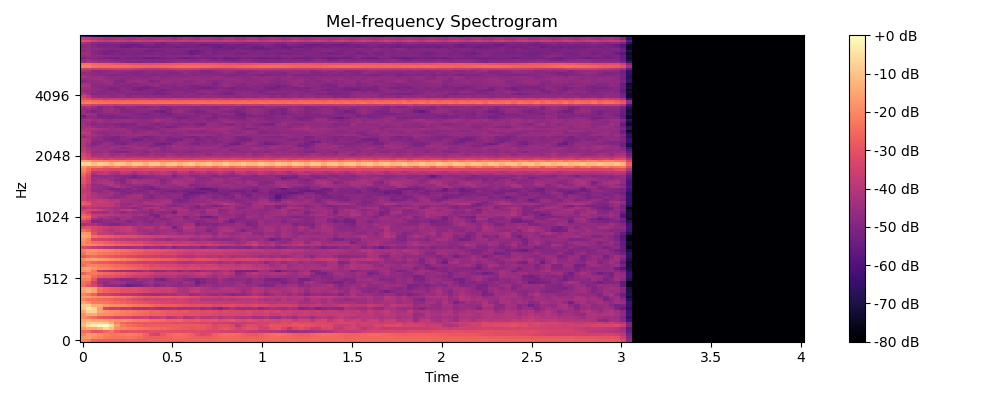 Mel-frequency Spectrogram
+0 dB
-10 dB
-20 dB
-30 dB
-40 dB
-50 dB
-60 dB
-70 dB
-80 dB
Hz
4096
2048
1024
512
0
0 0.5 1 1.5 2 2.5 3 3.5 4
Time